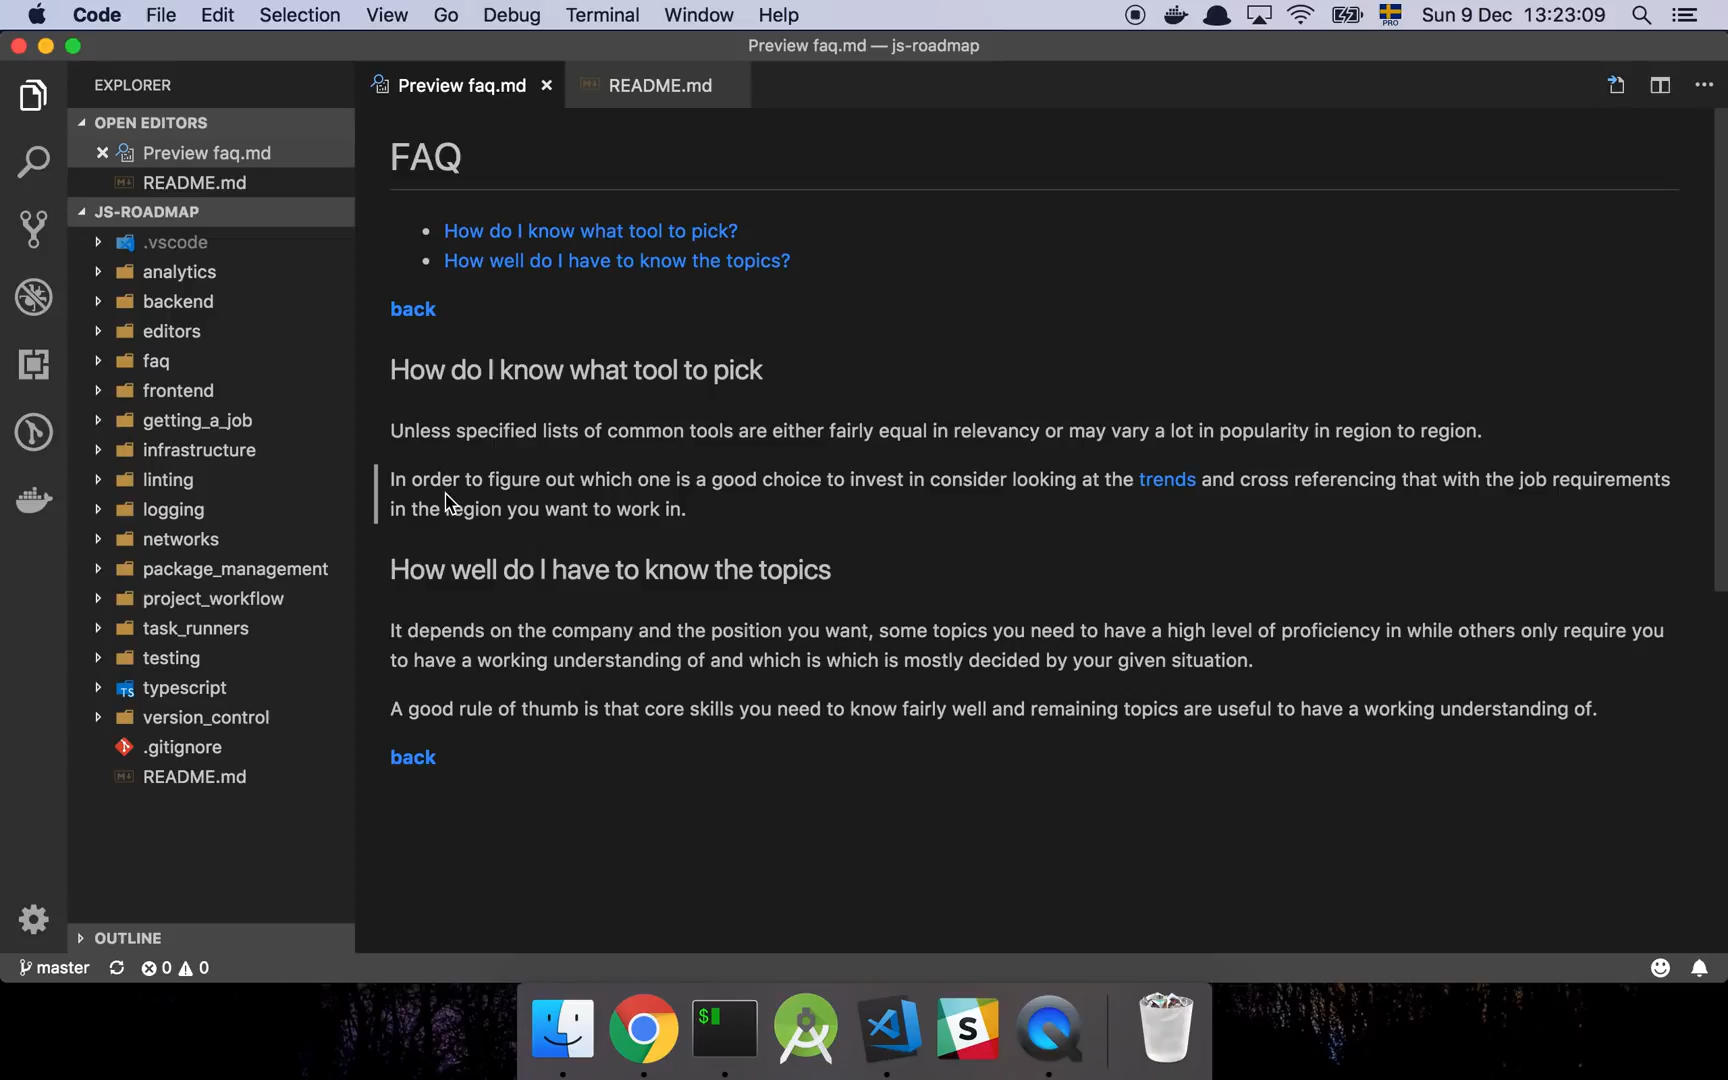 Code File Edit Selection View Go Debug Terminal Window Help PRO Sun 9 Dec 13:23:09
Preview faq.md — js-roadmap
EXPLORER
OPEN EDITORS
Preview faq.md
README.md
JS-ROADMAP
.vscode
analytics
backend
editors
faq
frontend
getting_a_job
infrastructure
linting
logging
networks
package_management
project_workflow
task_runners
testing
TS typescript
version_control
.gitignore
README.md
OUTLINE
Preview faq.md README.md
FAQ
How do I know what tool to pick?
How well do I have to know the topics?
back
How do I know what tool to pick
Unless specified lists of common tools are either fairly equal in relevancy or may vary a lot in popularity in region to region.
In order to figure out which one is a good choice to invest in consider looking at the trends and cross referencing that with the job requirements
in the region you want to work in.
How well do I have to know the topics
It depends on the company and the position you want, some topics you need to have a high level of proficiency in while others only require you
to have a working understanding of and which is which is mostly decided by your given situation.
A good rule of thumb is that core skills you need to know fairly well and remaining topics are useful to have a working understanding of.
back
master 0 0
$ S